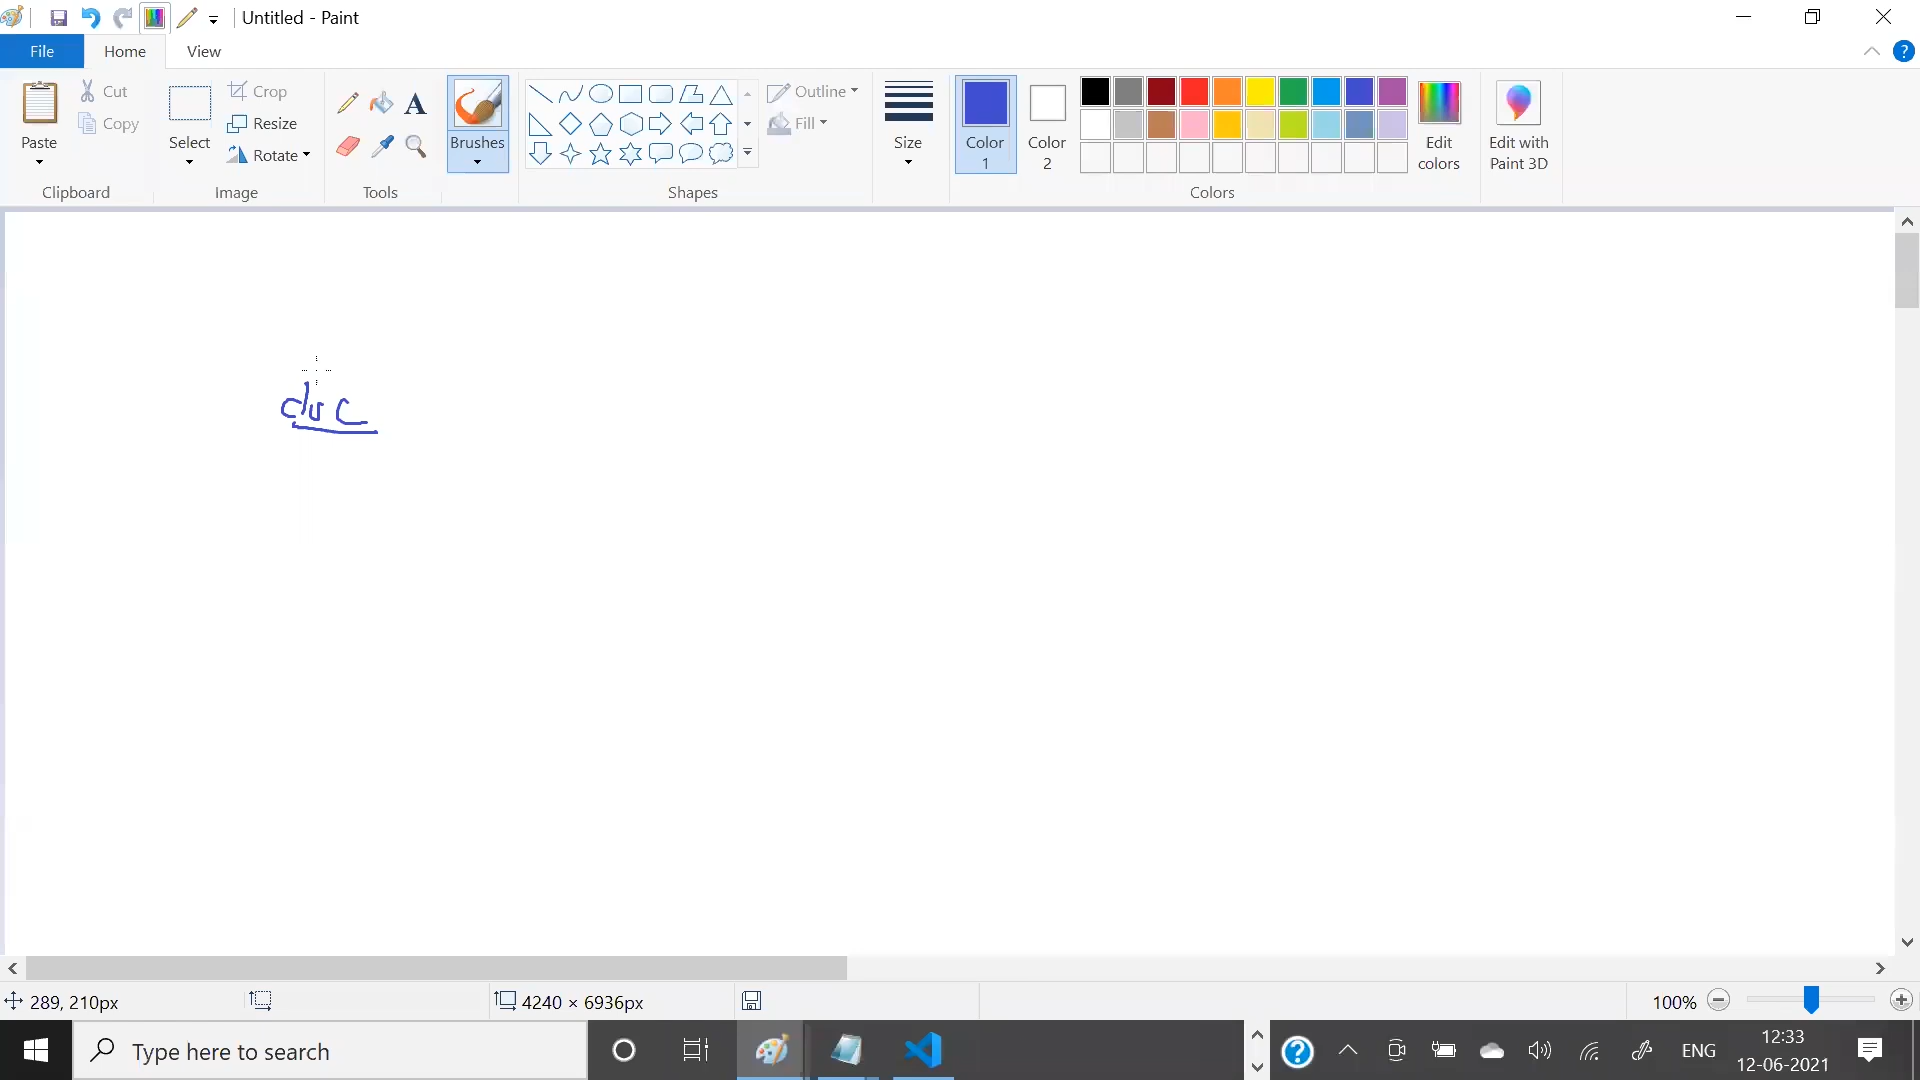 Untitled - Paint
File Home View
Paste Cut Copy Clipboard
Select Crop Resize Rotate Image
Tools
Brushes
Shapes
Outline Fill
Size
Color 1
Color 2
Edit colors
Colors
Edit with Paint 3D
289, 210px 4240 × 6936px 100%
Type here to search
ENG
12:33
12-06-2021